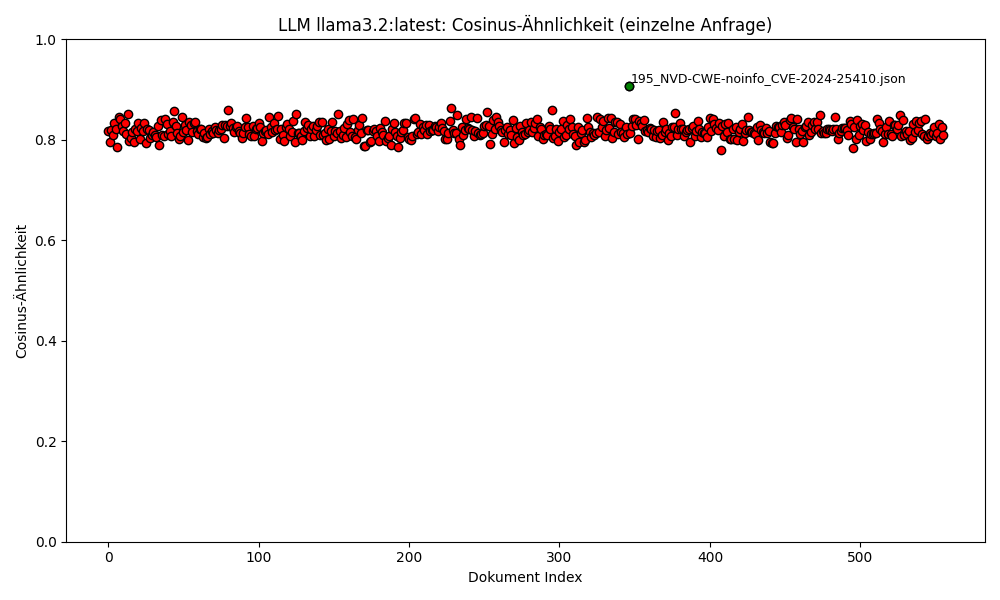 LLM llama3.2:latest: Cosinus-Ähnlichkeit (einzelne Anfrage)
1.0
195_NVD-CWE-noinfo_CVE-2024-25410.json
0.8
0.6
Cosinus-Ähnlichkeit
0.4
0.2
0.0
0 100 200 300 400 500
Dokument Index